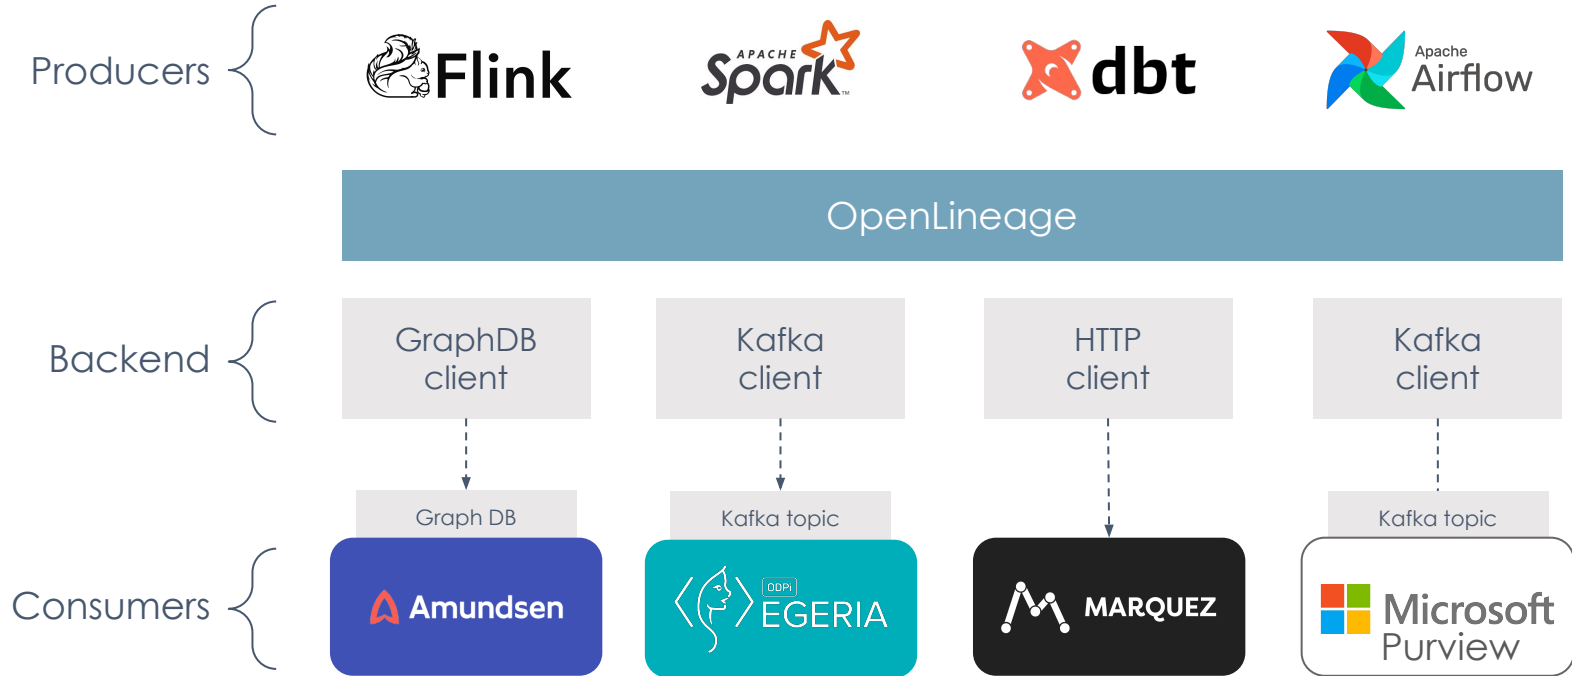 Producers
Flink
APACHE
Spark™
dbt
Apache
Airflow
OpenLineage
Backend
GraphDB
client
Kafka
client
HTTP
client
Kafka
client
Graph DB
Kafka topic
Kafka topic
Consumers
Amundsen
ODPi
EGERIA
MARQUEZ
Microsoft
Purview